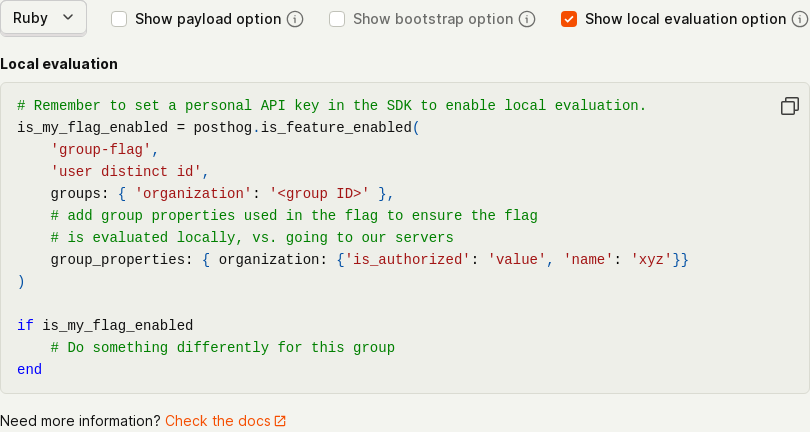 Ruby Show payload option Show bootstrap option Show local evaluation option
Local evaluation
# Remember to set a personal API key in the SDK to enable local evaluation.
is_my_flag_enabled = posthog.is_feature_enabled(
    'group-flag',
    'user distinct id',
    groups: { 'organization': '<group ID>' },
    # add group properties used in the flag to ensure the flag
    # is evaluated locally, vs. going to our servers
    group_properties: { organization: {'is_authorized': 'value', 'name': 'xyz'}}
)
if is_my_flag_enabled
    # Do something differently for this group
end
Need more information? Check the docs